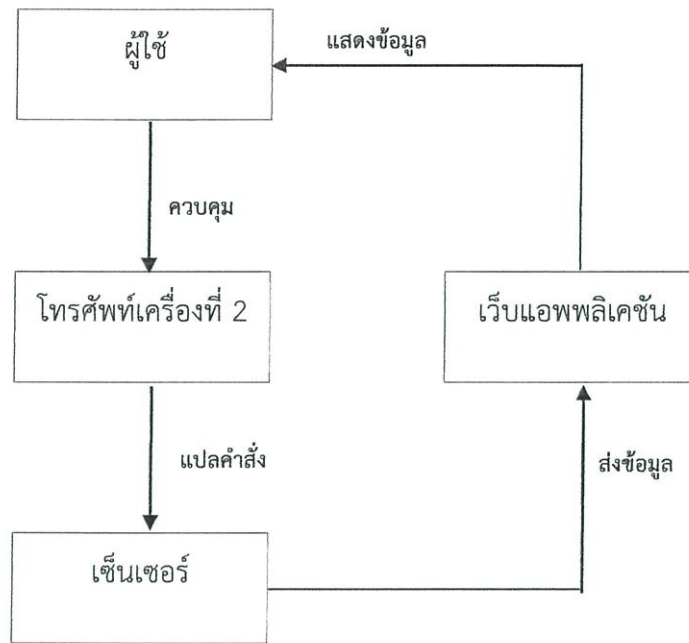 ผู้ใช้
แสดงข้อมูล
ควบคุม
โทรศัพท์เครื่องที่ 2
เว็บแอพพลิเคชัน
แปลคำสั่ง
ส่งข้อมูล
เซ็นเซอร์